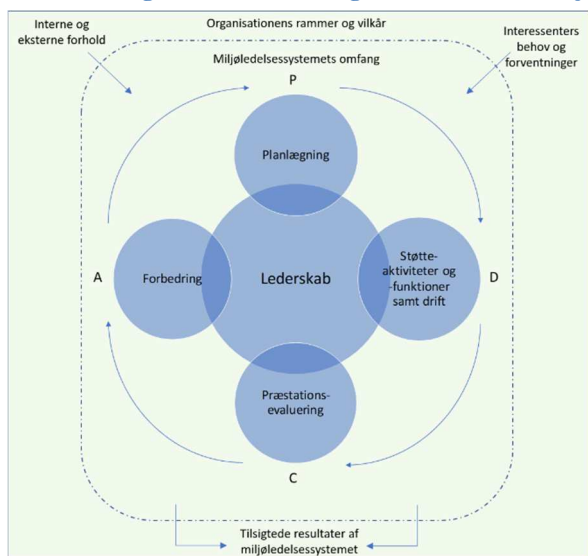 Interne og
eksterne forhold
Organisationens rammer og vilkår
Interessenters
behov og
forventninger
Miljøledelsessystemets omfang
P
Planlægning
A
Forbedring
Lederskab
Støtte-
aktiviteter og
-funktioner
samt drift
D
Præstations-
evaluering
C
Tilsigtede resultater af
miljøledelsessystemet